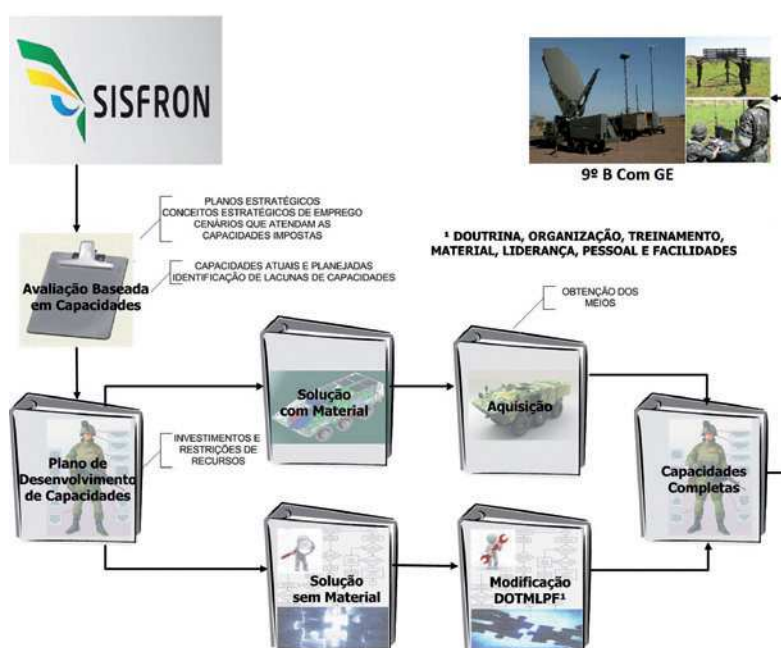 SISFRON
9º B Com GE
PLANOS ESTRATÉGICOS
CONCEITOS ESTRATÉGICOS DE EMPREGO
CENÁRIOS QUE ATENDAM AS
CAPACIDADES IMPOSTAS
¹ DOUTRINA, ORGANIZAÇÃO, TREINAMENTO,
MATERIAL, LIDERANÇA, PESSOAL E FACILIDADES
Avaliação Baseada
em Capacidades
CAPACIDADES ATUAIS E PLANEJADAS
IDENTIFICAÇÃO DE LACUNAS DE CAPACIDADES
OBTENÇÃO DOS
MEIOS
Solução
com Material
Aquisição
Plano de
Desenvolvimento
de Capacidades
INVESTIMENTOS E
RESTRIÇÕES DE
RECURSOS
Capacidades
Completas
Solução
sem Material
Modificação
DOTMLPF¹